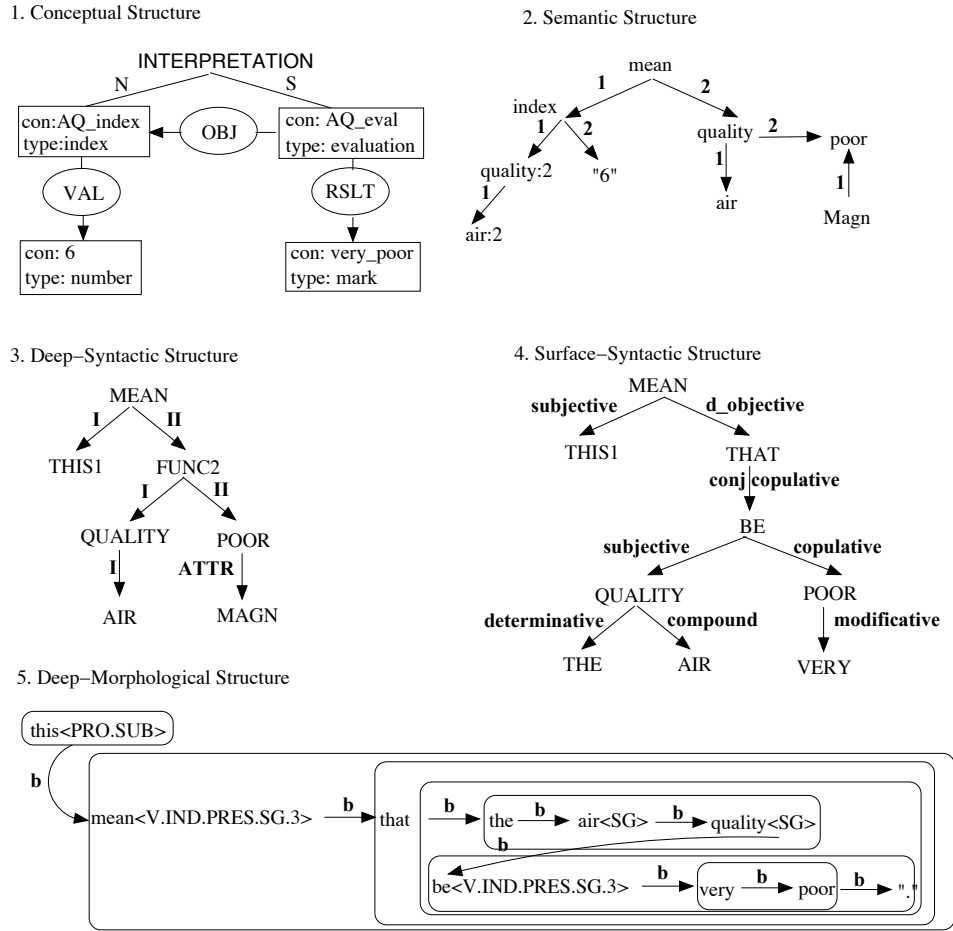 1. Conceptual Structure
INTERPRETATION
N S
con:AQ_index
type:index
OBJ
con: AQ_eval
type: evaluation
VAL
RSLT
con: 6
type: number
con: very_poor
type: mark
2. Semantic Structure
mean
1 2
index
quality 2 poor
1 2
quality:2 "6"
1 1
1
air:2
air
Magn
3. Deep−Syntactic Structure
MEAN
I II
THIS1 FUNC2
I II
QUALITY POOR
I ATTR
AIR MAGN
4. Surface−Syntactic Structure
MEAN
subjective d_objective
THIS1 THAT
conj copulative
BE
subjective copulative
QUALITY POOR
determinative compound modificative
THE AIR VERY
5. Deep−Morphological Structure
this<PRO.SUB>
b
mean<V.IND.PRES.SG.3> b that b the b air<SG> b quality<SG>
b
be<V.IND.PRES.SG.3> b very b poor b "."